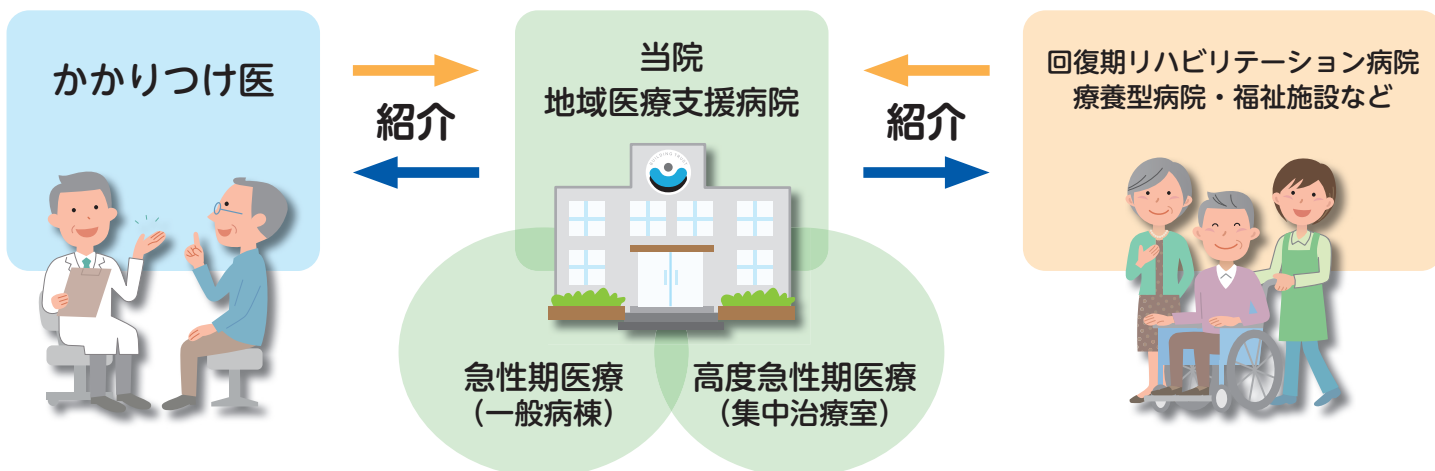 かかりつけ医
紹介
当院
地域医療支援病院
紹介
回復期リハビリテーション病院
療養型病院・福祉施設など
急性期医療
（一般病棟）
高度急性期医療
（集中治療室）